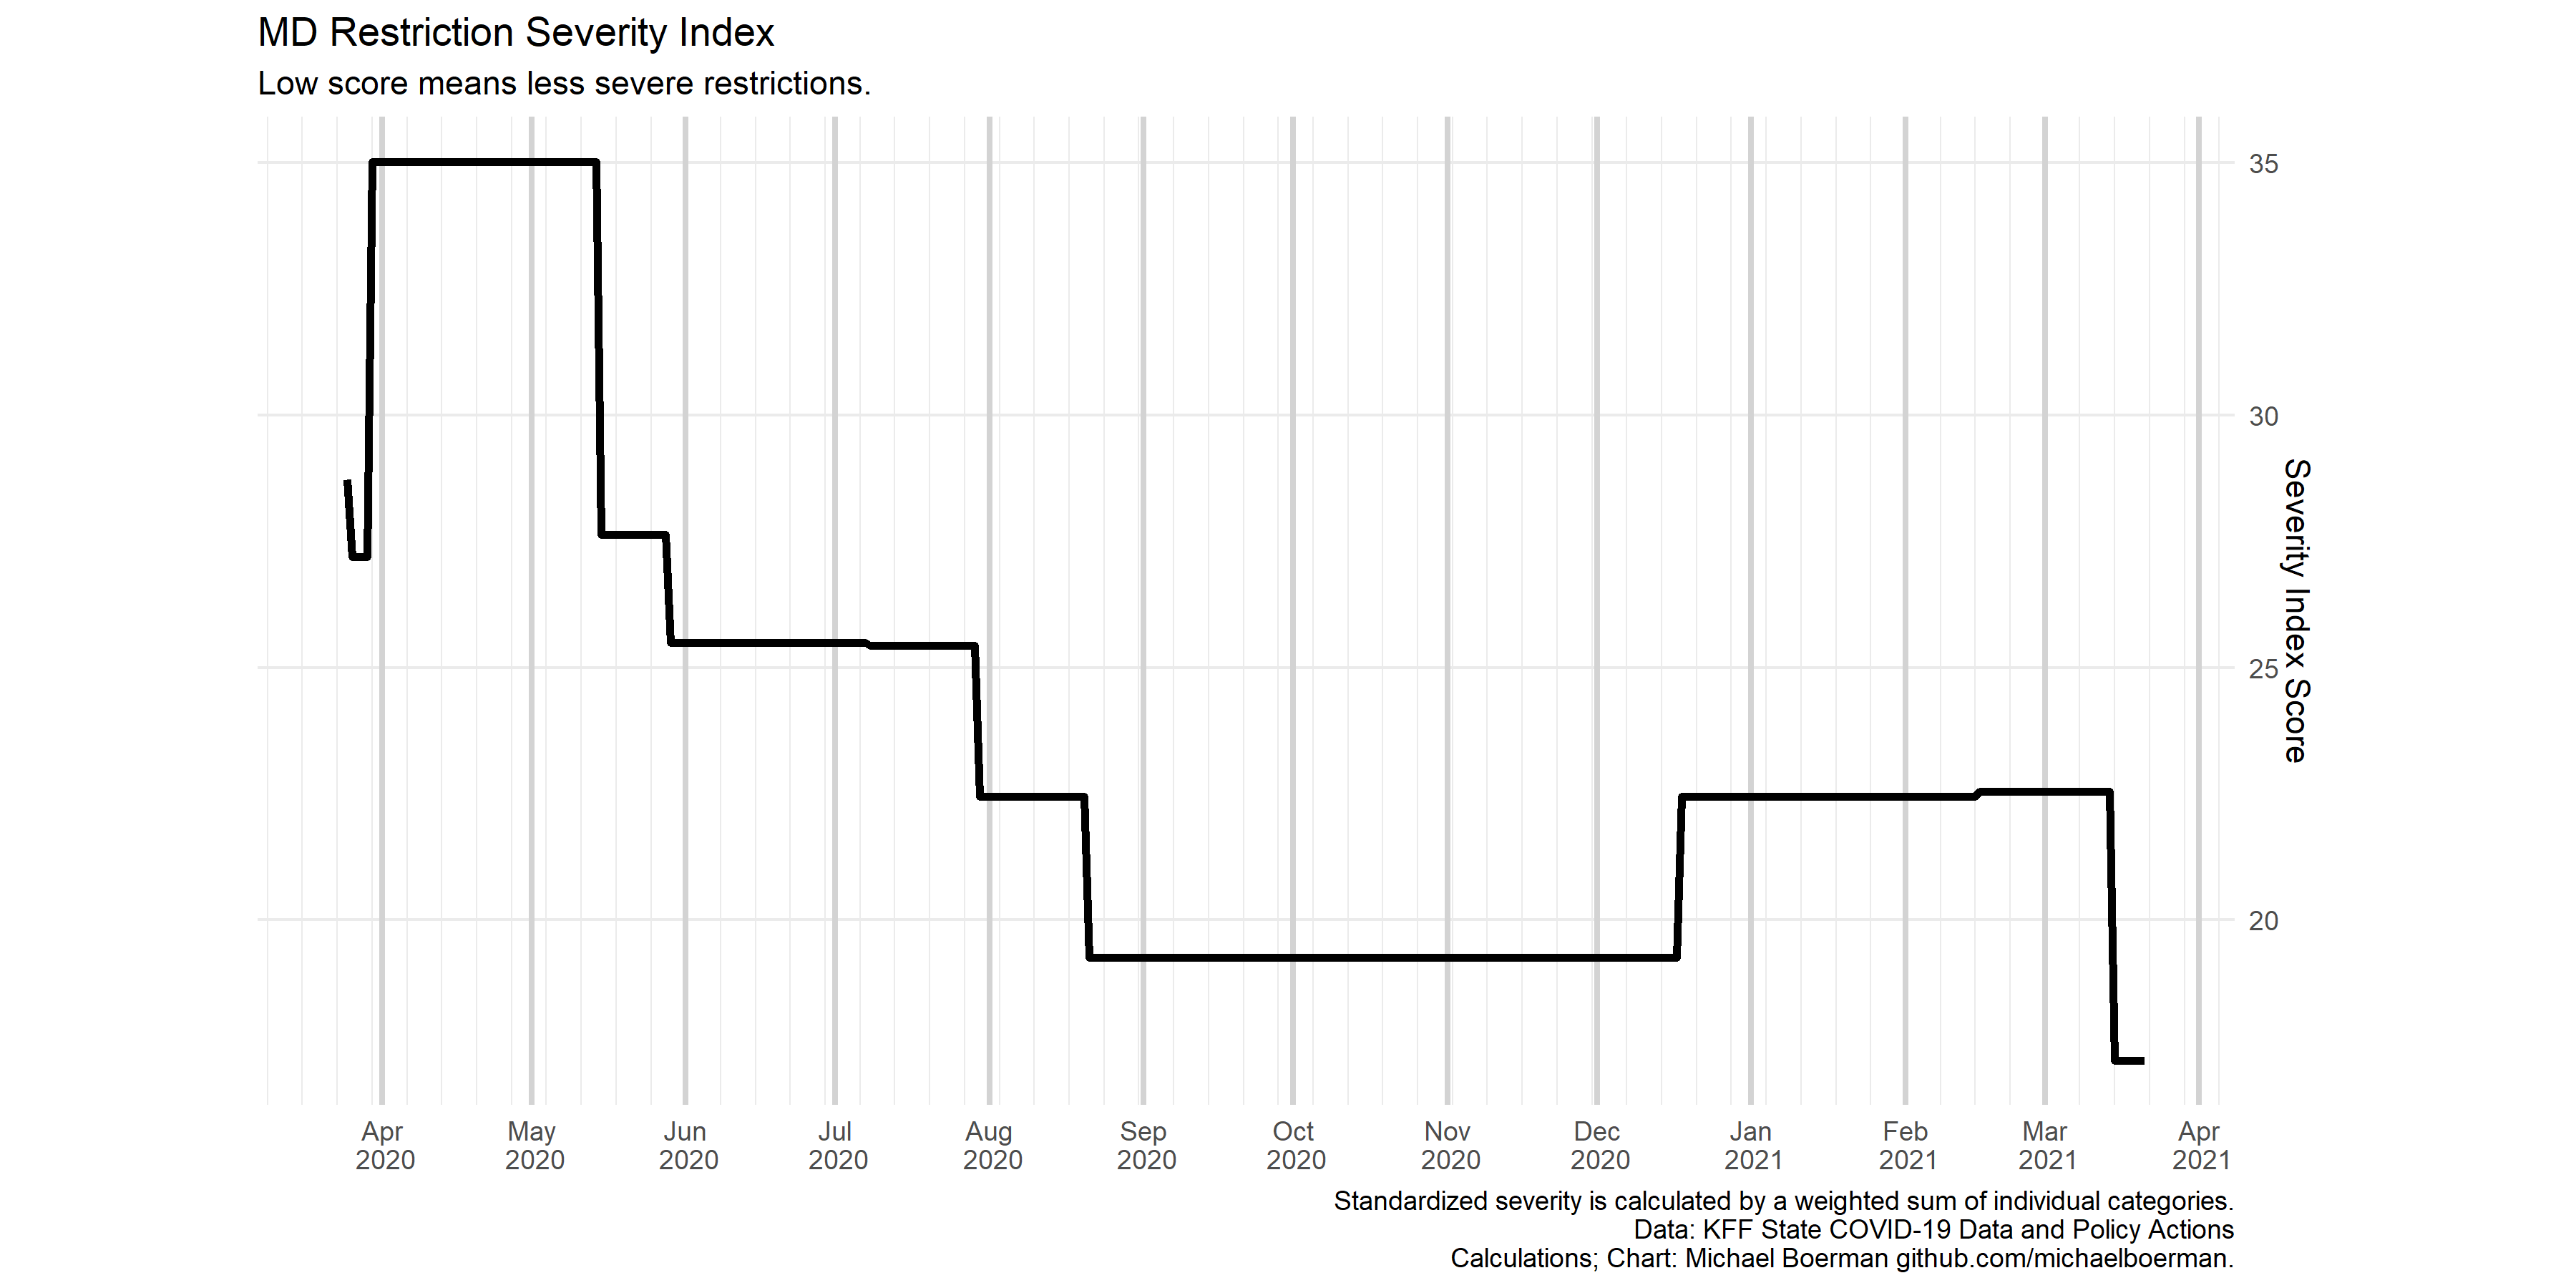 MD Restriction Severity Index
Low score means less severe restrictions.
35
30
25
20
Severity Index Score
Apr
2020
May
2020
Jun
2020
Jul
2020
Aug
2020
Sep
2020
Oct
2020
Nov
2020
Dec
2020
Jan
2021
Feb
2021
Mar
2021
Apr
2021
Standardized severity is calculated by a weighted sum of individual categories.
Data: KFF State COVID-19 Data and Policy Actions
Calculations; Chart: Michael Boerman github.com/michaelboerman.